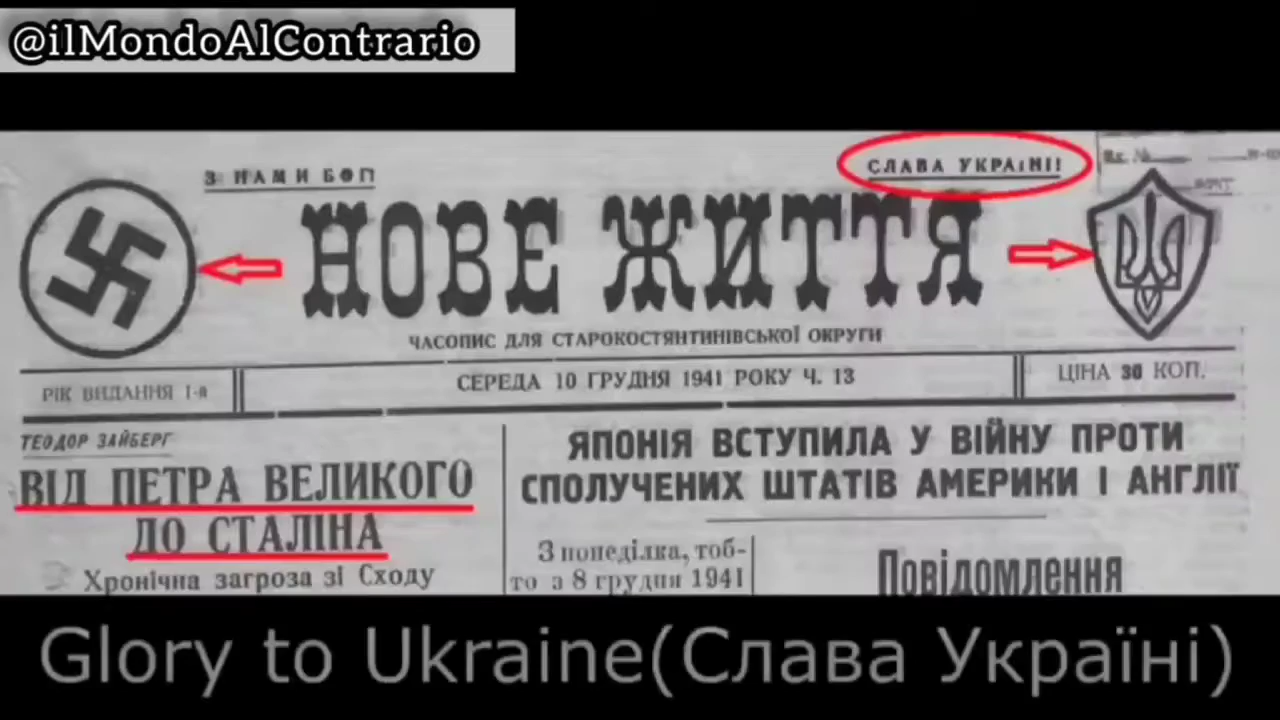 @ilMondoAlContrario
З НАМИ БОГ
СЛАВА УКРАЇНІ!
НОВЕ ЖИТТЯ
ЧАСОПИС ДЛЯ СТАРОКОСТЯНТИНІВСЬКОЇ ОКРУГИ
РІК ВИДАННЯ І-й
СЕРЕДА 10 ГРУДНЯ 1941 РОКУ Ч. 13
ЦІНА 30 КОП.
ТЕОДОР ЗАЙБЕРГ
ВІД ПЕТРА ВЕЛИКОГО
ДО СТАЛІНА
Хронічна загроза зі Сходу
ЯПОНІЯ ВСТУПИЛА У ВІЙНУ ПРОТИ
СПОЛУЧЕНИХ ШТАТІВ АМЕРИКИ І АНГЛІЇ
З понеділка, тоб-
то з 8 грудня 1941
Повідомлення
Glory to Ukraine(Слава Україні)